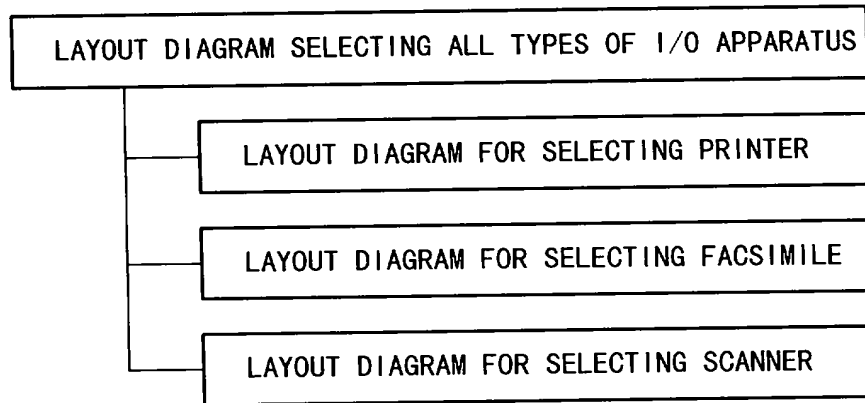 LAYOUT DIAGRAM SELECTING ALL TYPES OF I/O APPARATUS
LAYOUT DIAGRAM FOR SELECTING PRINTER
LAYOUT DIAGRAM FOR SELECTING FACSIMILE
LAYOUT DIAGRAM FOR SELECTING SCANNER